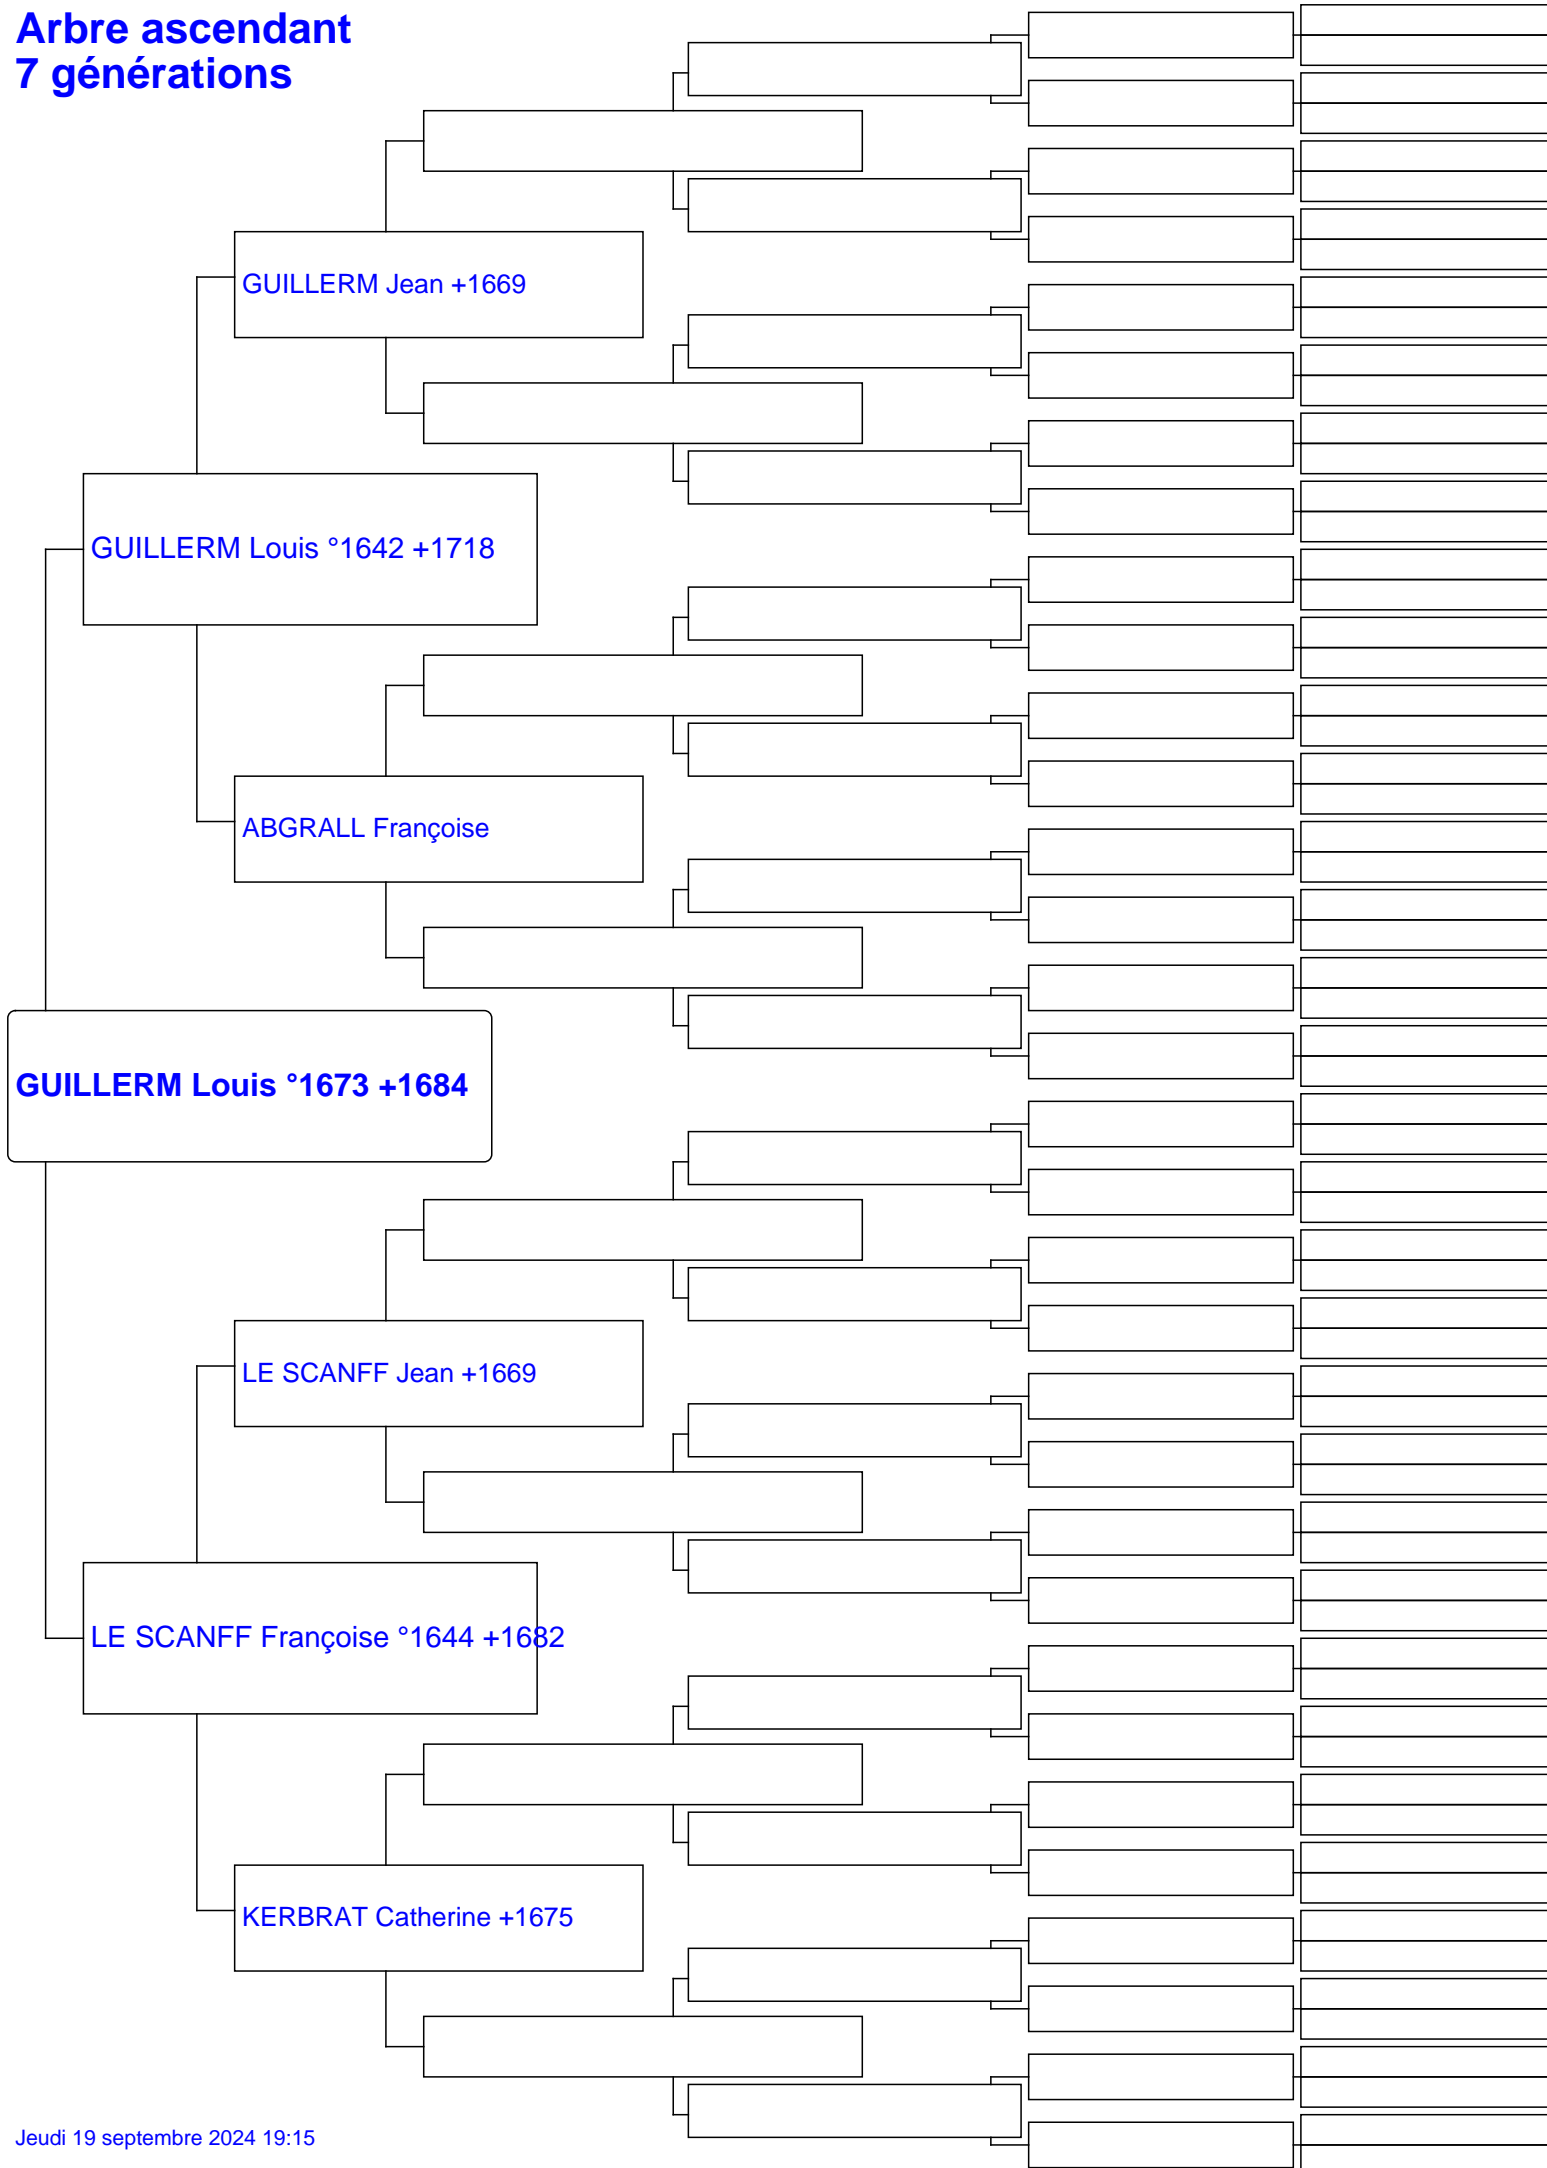 Arbre ascendant
7 générations
GUILLERM Jean +1669
GUILLERM Louis °1642 +1718
ABGRALL Françoise
GUILLERM Louis °1673 +1684
LE SCANFF Jean +1669
LE SCANFF Françoise °1644 +1682
KERBRAT Catherine +1675
Jeudi 19 septembre 2024 19:15